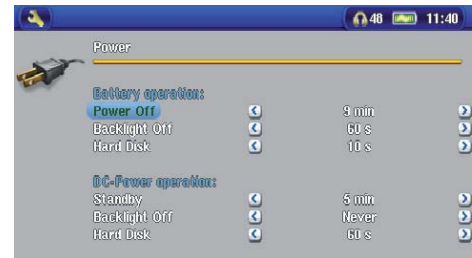 48 11:40
Power
Battery operation:
Power Off 9 min
Backlight Off 60 s
Hard Disk 10 s
DC-Power operation:
Standby 5 min
Backlight Off Never
Hard Disk 60 s